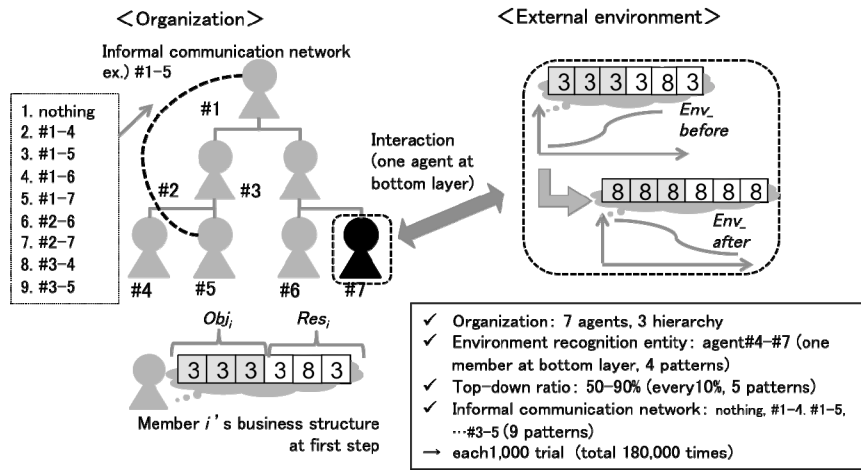 <Organization>
<External environment>
Informal communication network
ex.) #1-5
1. nothing
2. #1-4
3. #1-5
4. #1-6
5. #1-7
6. #2-6
7. #2-7
8. #3-4
9. #3-5
#1
#2 #3
#4 #5 #6 #7
Interaction
(one agent at
bottom layer)
3 3 3 3 8 3
Env_
before
8 8 8 8 8 8
Env_
after
Obj_i Res_i
3 3 3 3 8 3
Member i's business structure
at first step
✓ Organization: 7 agents, 3 hierarchy
✓ Environment recognition entity: agent#4-#7 (one
member at bottom layer, 4 patterns)
✓ Top-down ratio: 50-90% (every10%, 5 patterns)
✓ Informal communication network: nothing, #1-4. #1-5,
…#3-5 (9 patterns)
→ each1,000 trial (total 180,000 times)